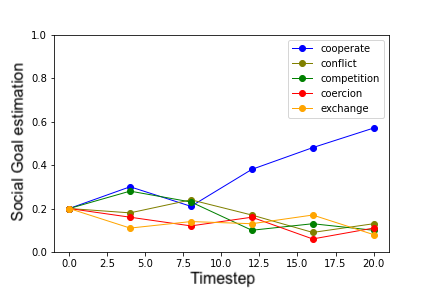 1.0
0.8
0.6
0.4
0.2
0.0
Social Goal estimation
cooperate
conflict
competition
coercion
exchange
0.0 2.5 5.0 7.5 10.0 12.5 15.0 17.5 20.0
Timestep